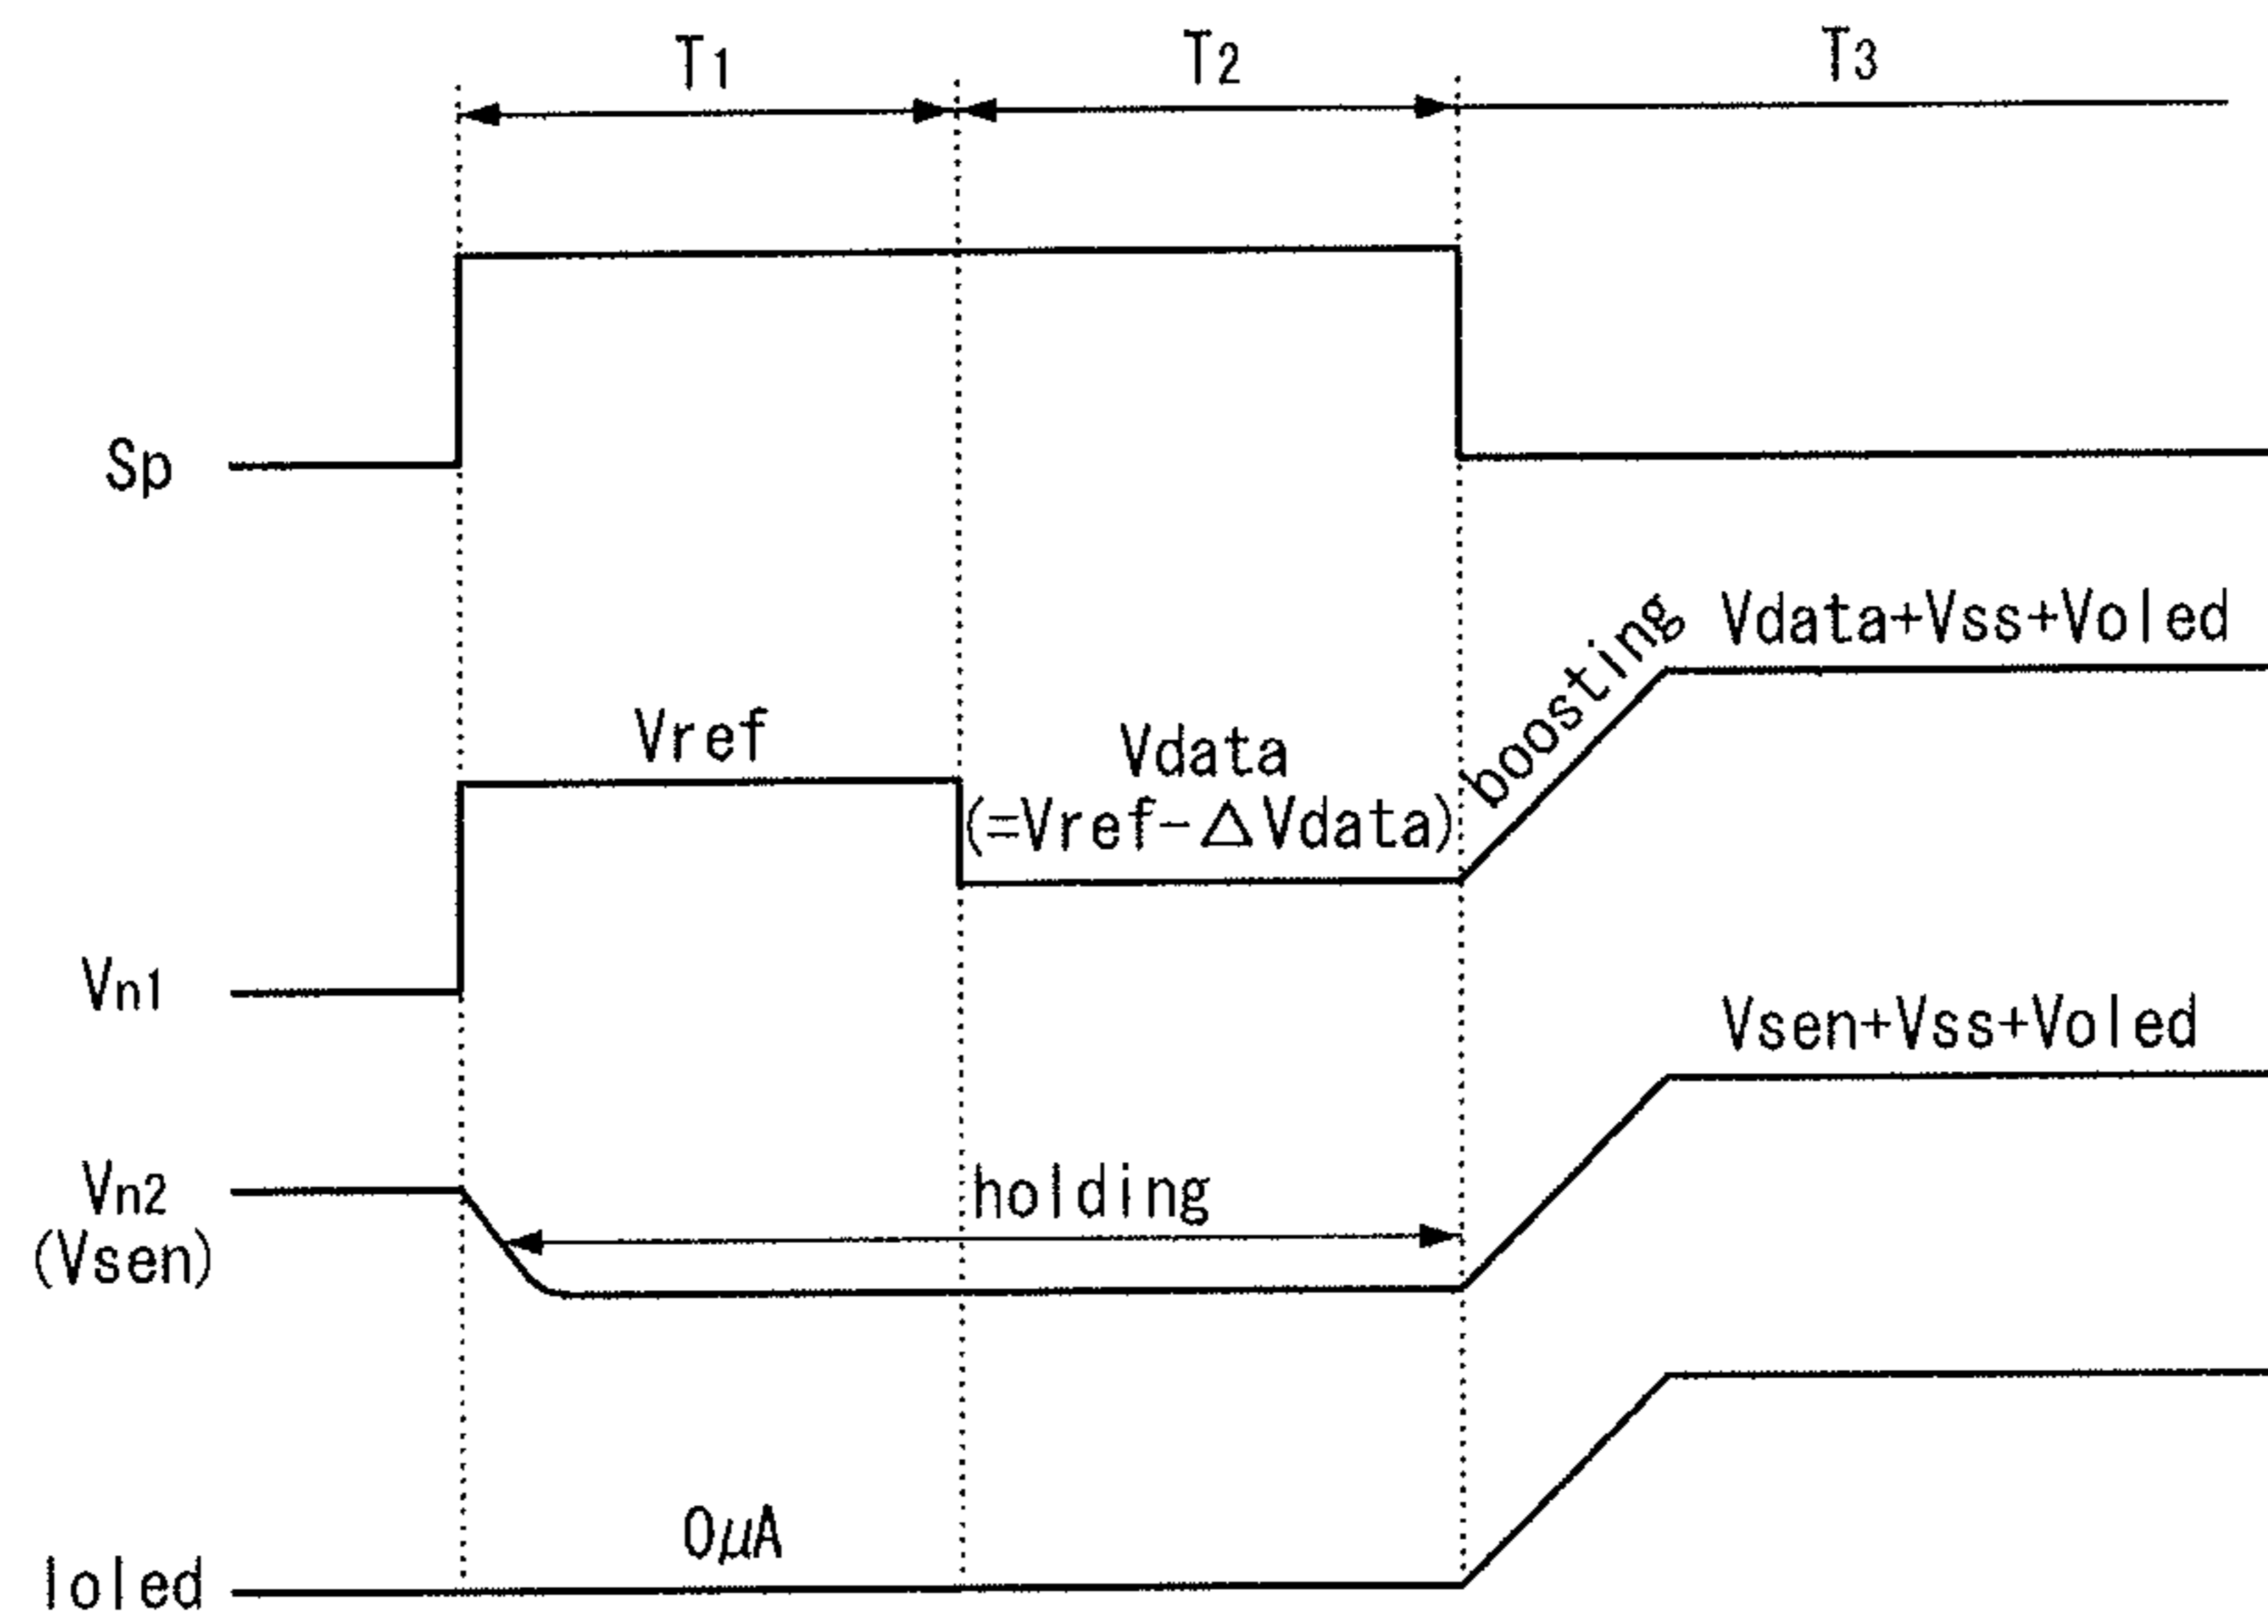 T1 T2 T3
Sp
Vdata+Vss+Voled
boosting
Vref
Vdata
(=Vref-△Vdata)
Vn1
Vsen+Vss+Voled
Vn2
(Vsen)
holding
0μA
Ioled